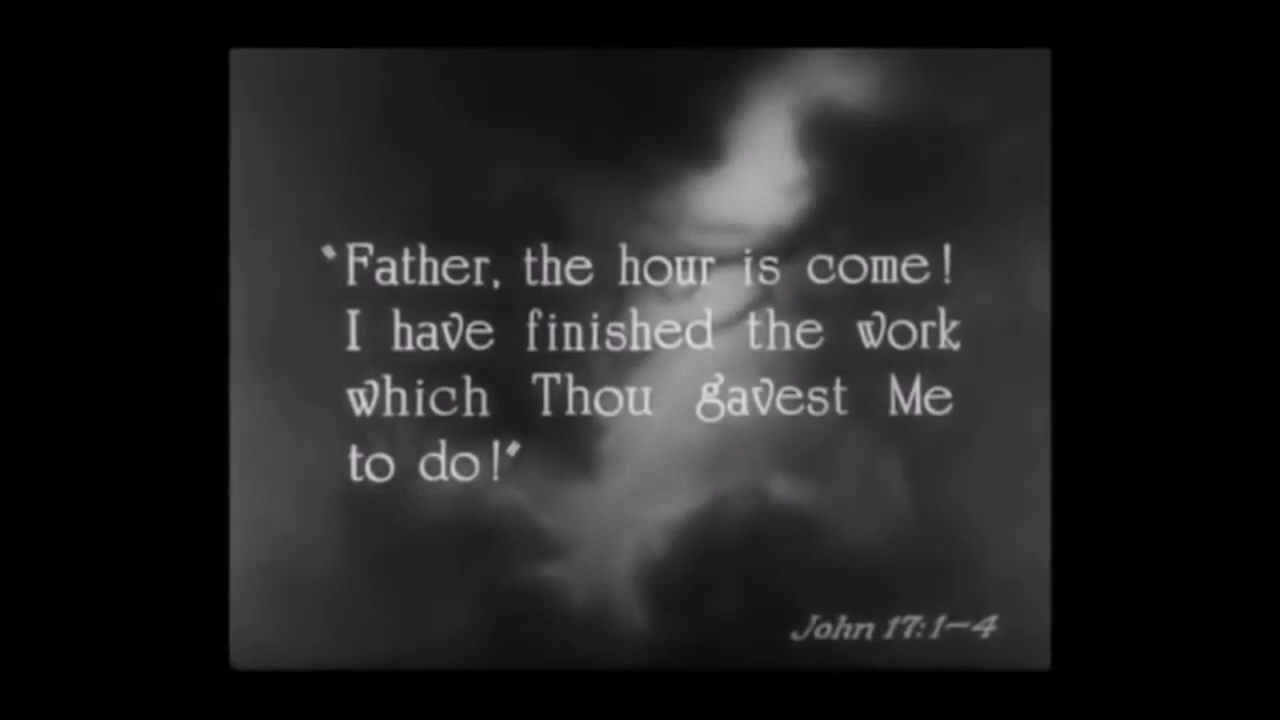 "Father, the hour is come!
I have finished the work
which Thou gavest Me
to do!"
John 17:1-4